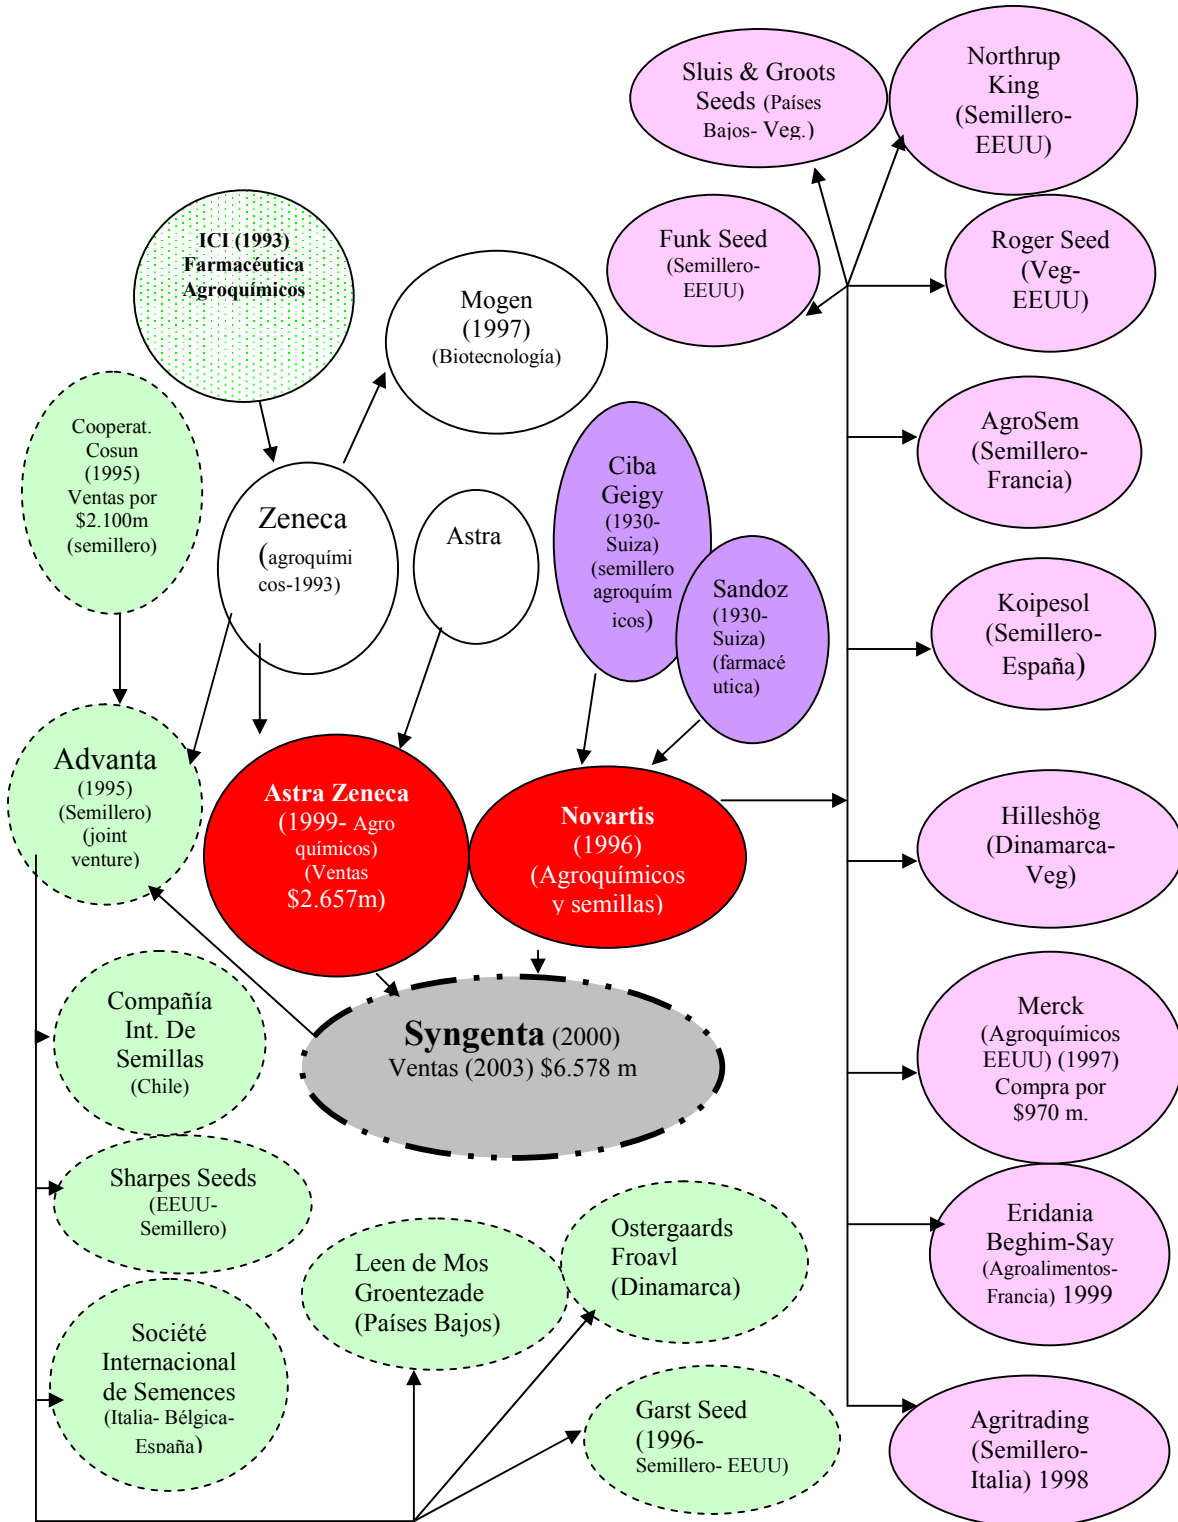 Sluis & Groots
Seeds (Países
Bajos- Veg.)
Northrup
King
(Semillero-
EEUU)
ICI (1993)
Farmacéutica
Agroquímicos
Funk Seed
(Semillero-
EEUU)
Roger Seed
(Veg-
EEUU)
Mogen
(1997)
(Biotecnología)
Cooperat.
Cosun
(1995)
Ventas por
$2.100m
(semillero)
AgroSem
(Semillero-
Francia)
Ciba
Geigy
(1930-
Suiza)
(semillero
agroquím
icos)
Zeneca
(agroquími
cos-1993)
Astra
Sandoz
(1930-
Suiza)
(farmacé
utica)
Koipesol
(Semillero-
España)
Advanta
(1995)
(Semillero)
(joint
venture)
Astra Zeneca
(1999- Agro
químicos)
(Ventas
$2.657m)
Novartis
(1996)
(Agroquímicos
y semillas)
Hilleshög
(Dinamarca-
Veg)
Compañía
Int. De
Semillas
(Chile)
Syngenta (2000)
Ventas (2003) $6.578 m
Merck
(Agroquímicos
EEUU) (1997)
Compra por
$970 m.
Sharpes Seeds
(EEUU-
Semillero)
Leen de Mos
Groentezade
(Países Bajos)
Ostergaards
Froavl
(Dinamarca)
Eridania
Beghim-Say
(Agroalimentos-
Francia) 1999
Société
Internacional
de Semences
(Italia- Bélgica-
España)
Garst Seed
(1996-
Semillero- EEUU)
Agritrading
(Semillero-
Italia) 1998